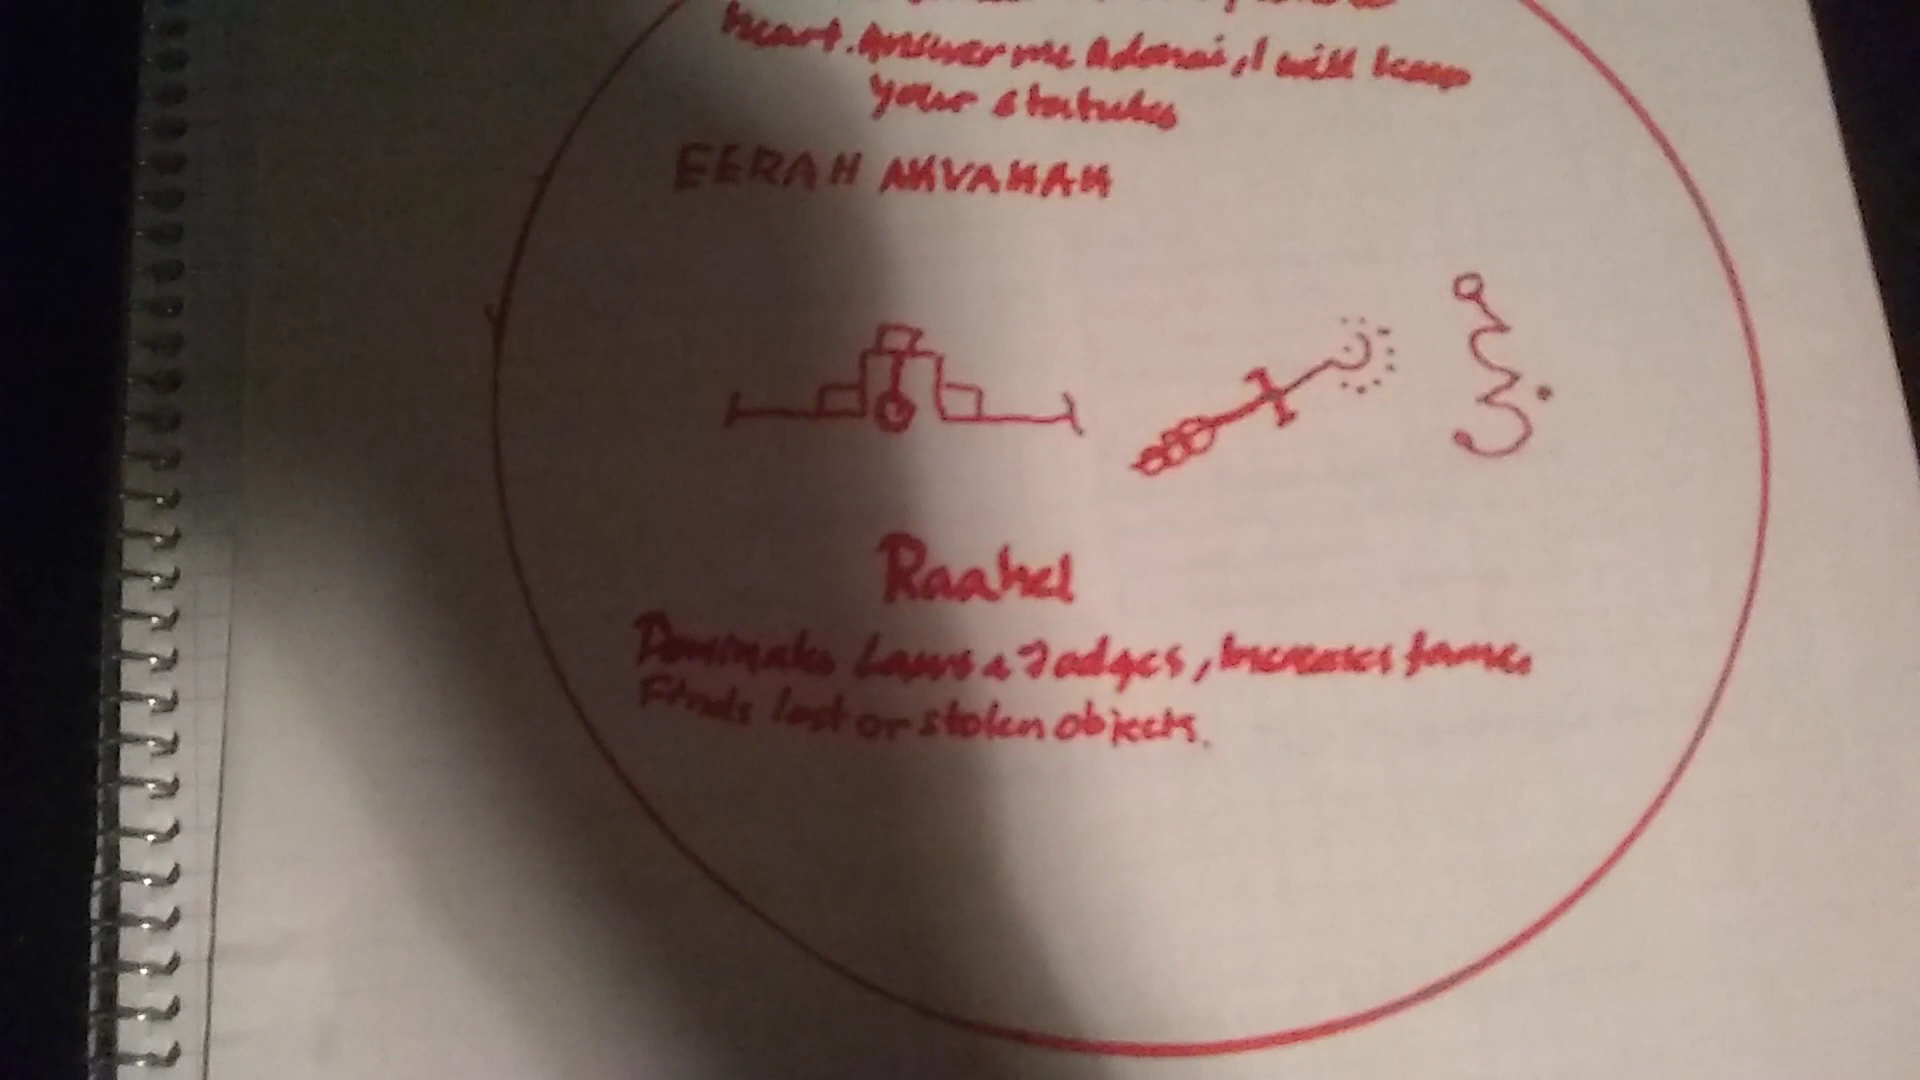 heart. Answer me Adonai, I will keep
your statutes
EERAH AKVAHAH
Raahel
Dominates Laws & Judges, Increases fame.
Finds lost or stolen objects.